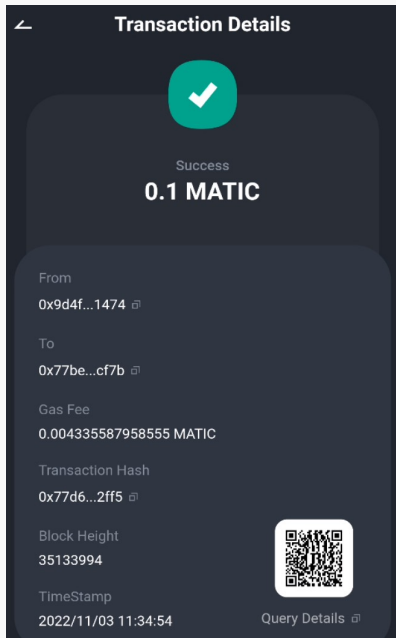 Transaction Details
Success
0.1 MATIC
From
0x9d4f...1474
To
0x77be...cf7b
Gas Fee
0.004335587958555 MATIC
Transaction Hash
0x77d6...2ff5
Block Height
35133994
TimeStamp
2022/11/03 11:34:54
Query Details